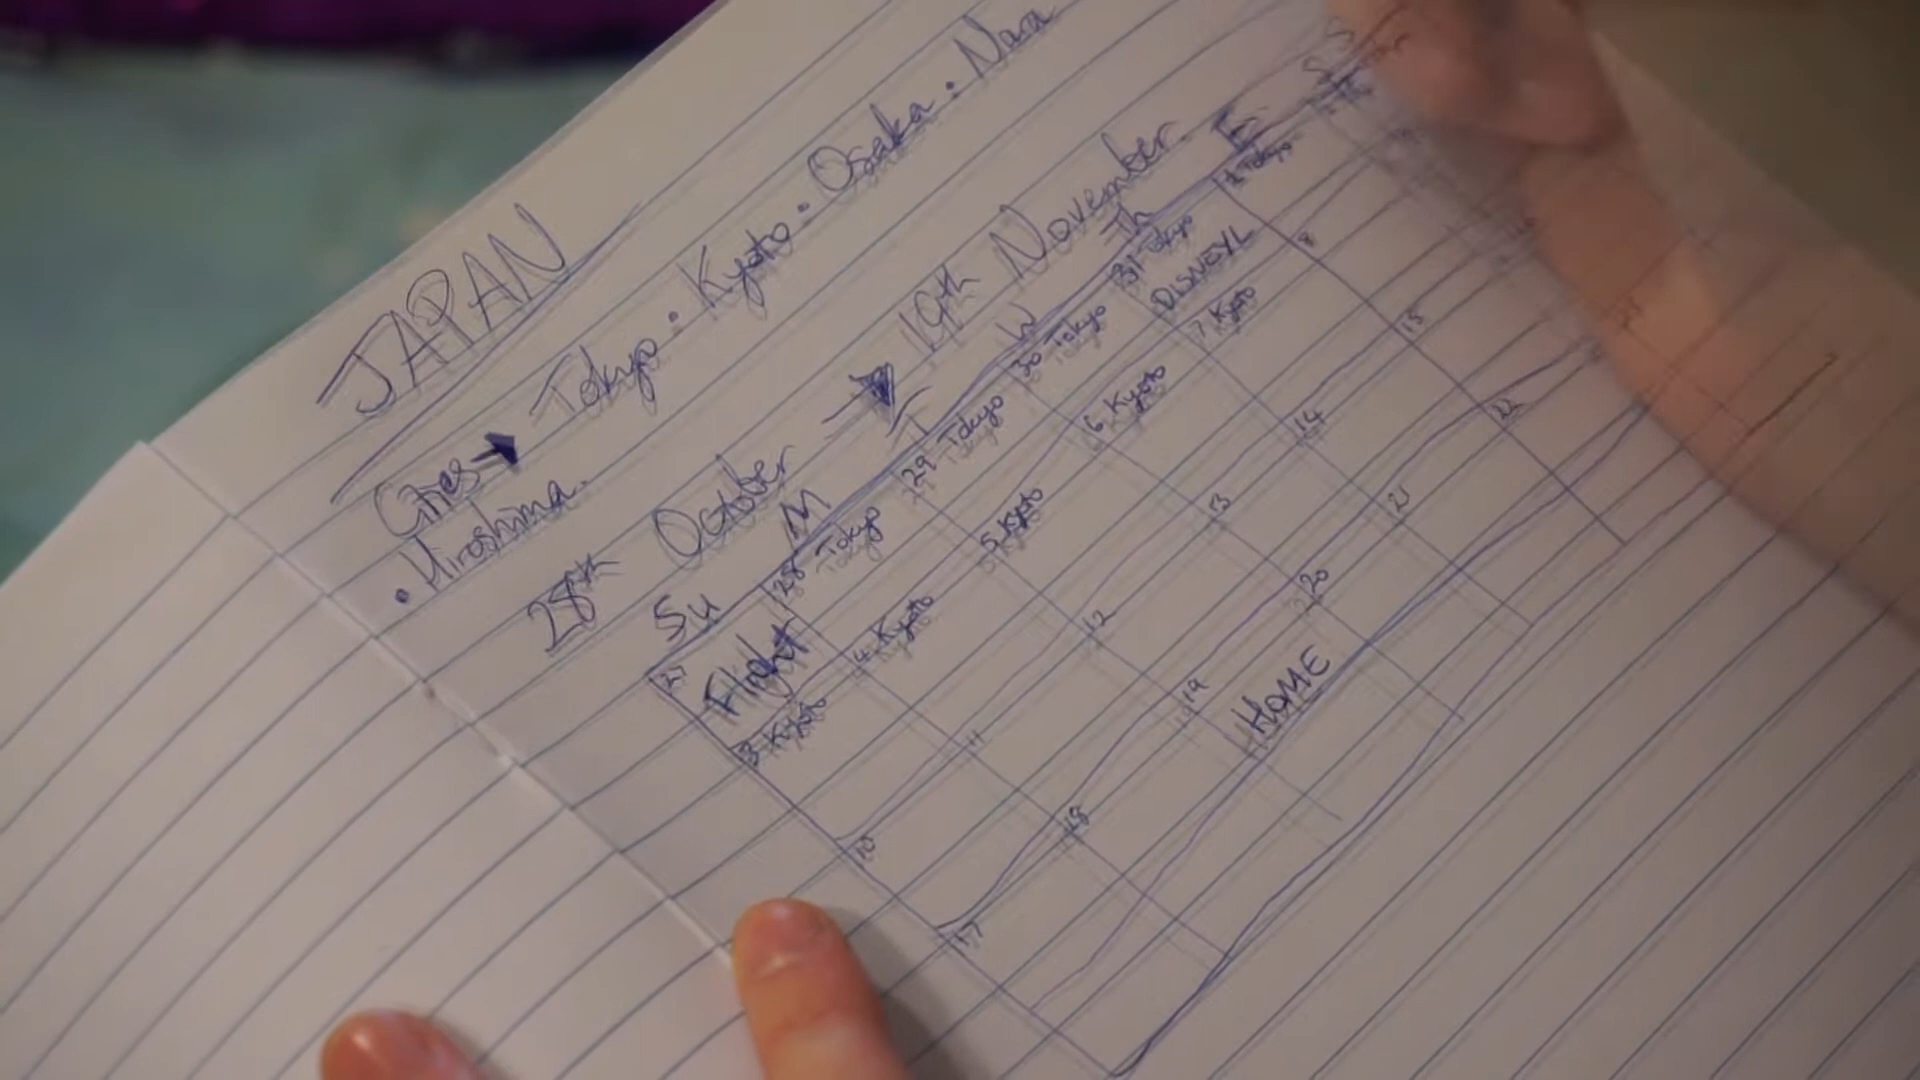 JAPAN
Cities → Tokyo · Kyoto · Osaka · Nara
· Hiroshima.
28th October → 19th November.
Su M T W Th F S
27 28 Tokyo 29 Tokyo 30 Tokyo 31 Tokyo 1 Tokyo
Flight DISNEYL
3 Kyoto 4 Kyoto 5 Kyoto 6 Kyoto 7 Kyoto 8
10 11 12 13 14 15
17 18 19 20 21 22
HOME